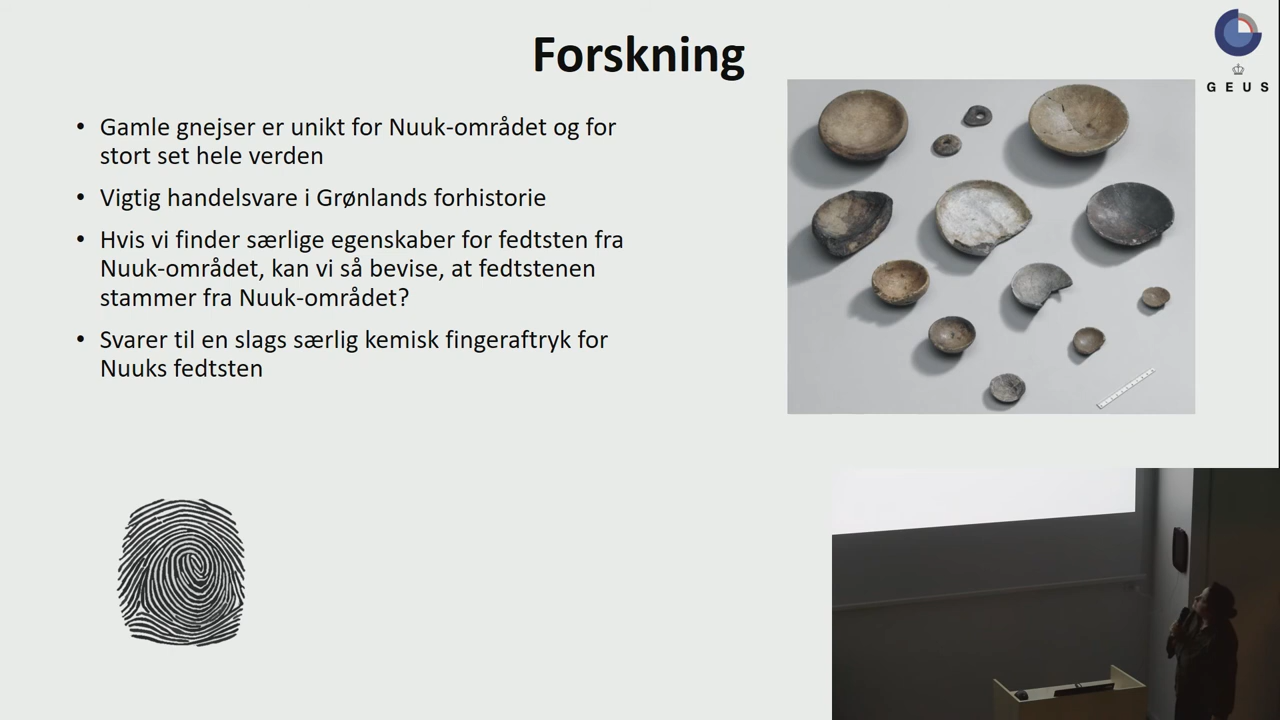 Forskning
GEUS
• Gamle gnejser er unikt for Nuuk-området og for
stort set hele verden
• Vigtig handelsvare i Grønlands forhistorie
• Hvis vi finder særlige egenskaber for fedtsten fra
Nuuk-området, kan vi så bevise, at fedtstenen
stammer fra Nuuk-området?
• Svarer til en slags særlig kemisk fingeraftryk for
Nuuks fedtsten